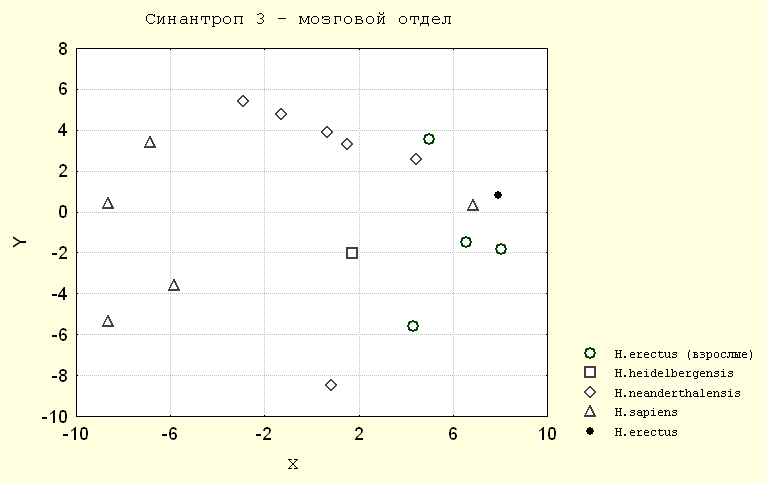 Синантроп 3 - мозговой отдел
8
6
4
2
0
-2
-4
-6
-8
-10
Y
-10
-6
-2
2
6
10
X
H.erectus (взрослые)
H.heidelbergensis
H.neanderthalensis
H.sapiens
H.erectus